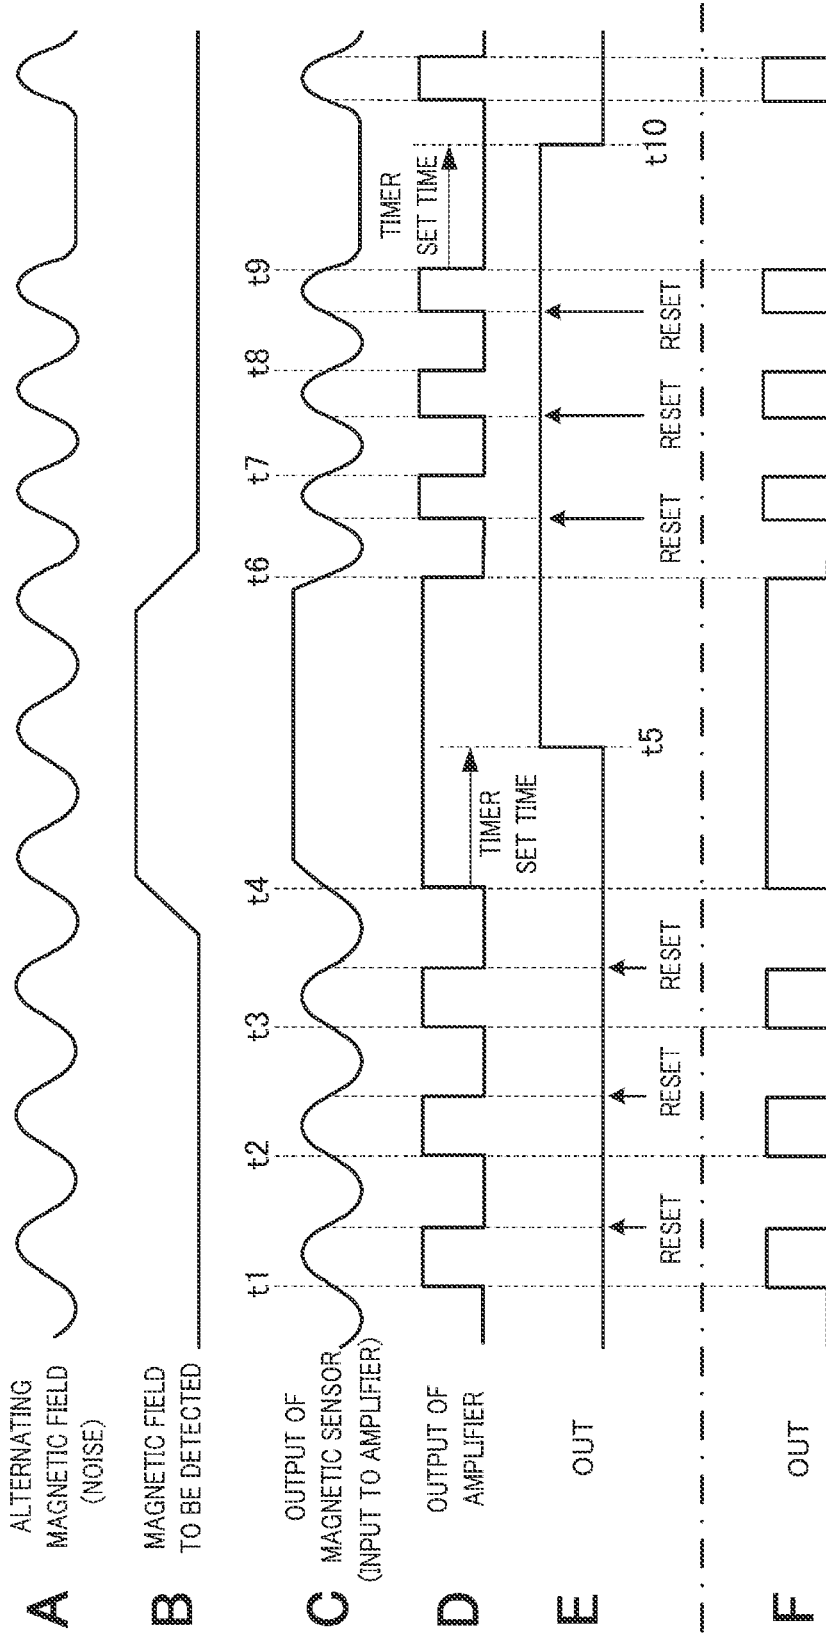 A
ALTERNATING
MAGNETIC FIELD
(NOISE)
B
MAGNETIC FIELD
TO BE DETECTED
C
OUTPUT OF
MAGNETIC SENSOR
(INPUT TO AMPLIFIER)
t1
t2
t3
t4
t6
t7
t8
t9
D
OUTPUT OF
AMPLIFIER
TIMER
SET TIME
TIMER
SET TIME
E
OUT
t5
t10
RESET
RESET
RESET
RESET
RESET
RESET
F
OUT